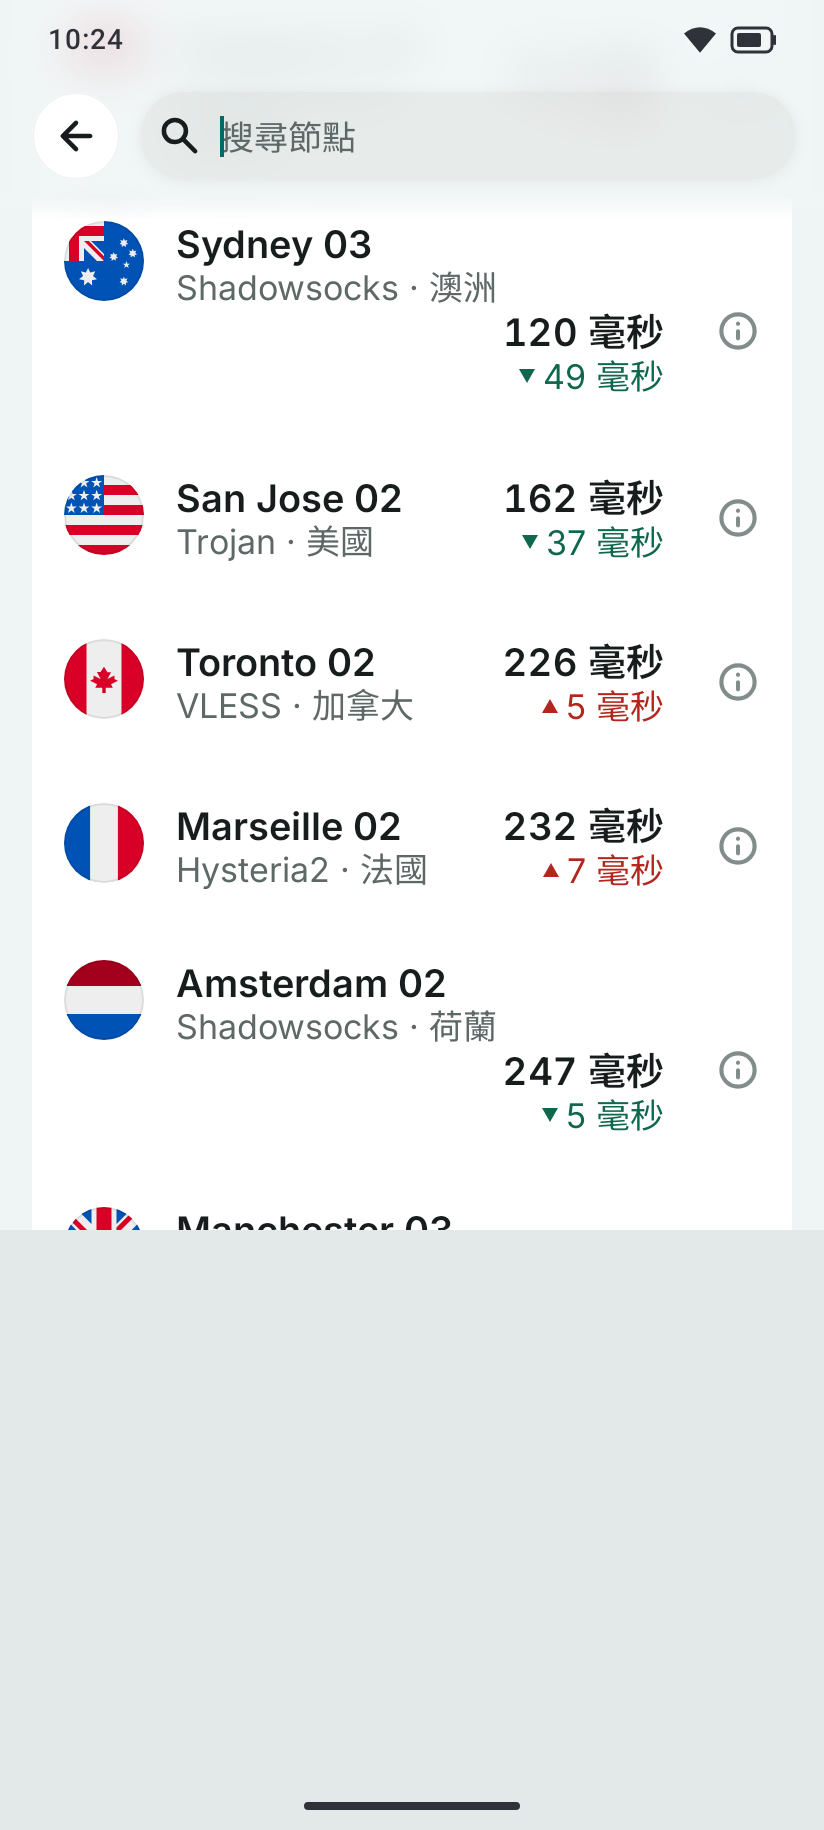 10:24
搜尋節點
Sydney 03
Shadowsocks · 澳洲
120 毫秒
▼ 49 毫秒
San Jose 02
Trojan · 美國
162 毫秒
▼ 37 毫秒
Toronto 02
VLESS · 加拿大
226 毫秒
▲ 5 毫秒
Marseille 02
Hysteria2 · 法國
232 毫秒
▲ 7 毫秒
Amsterdam 02
Shadowsocks · 荷蘭
247 毫秒
▼ 5 毫秒
Manchester 03